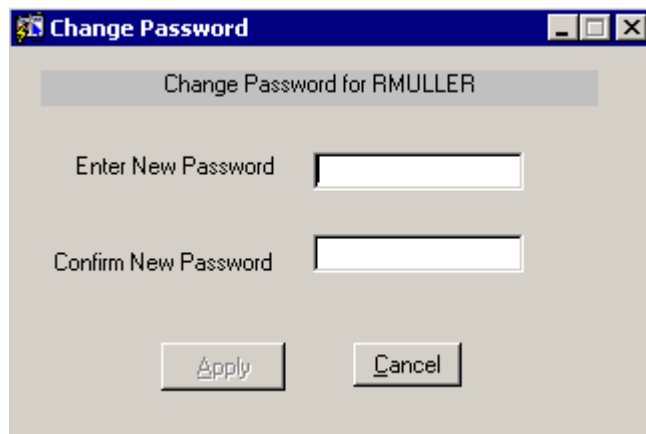 Change Password
Change Password for RMULLER
Enter New Password
Confirm New Password
Apply
Cancel